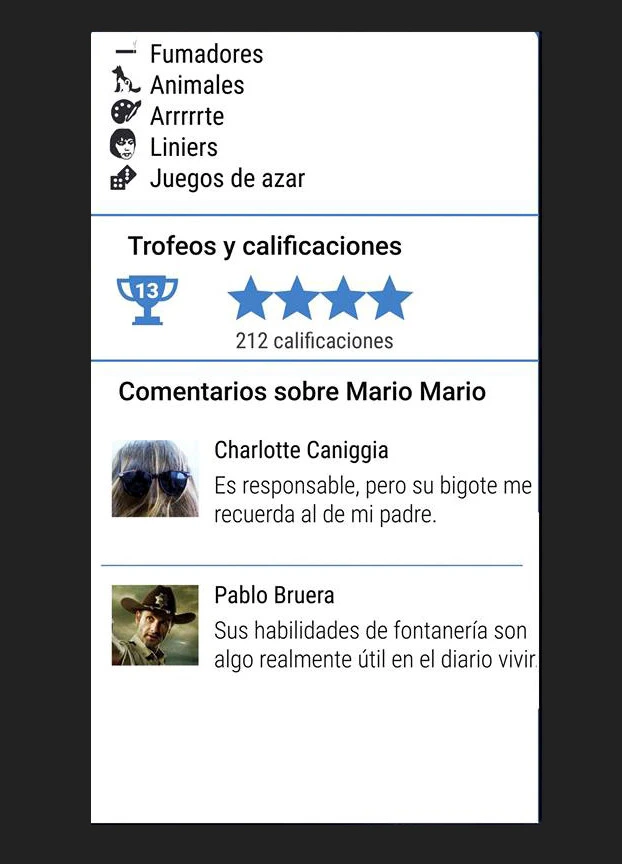 Fumadores
Animales
Arrrrrte
Liniers
Juegos de azar
Trofeos y calificaciones
13
212 calificaciones
Comentarios sobre Mario Mario
Charlotte Caniggia
Es responsable, pero su bigote me
recuerda al de mi padre.
Pablo Bruera
Sus habilidades de fontanería son
algo realmente útil en el diario vivir.